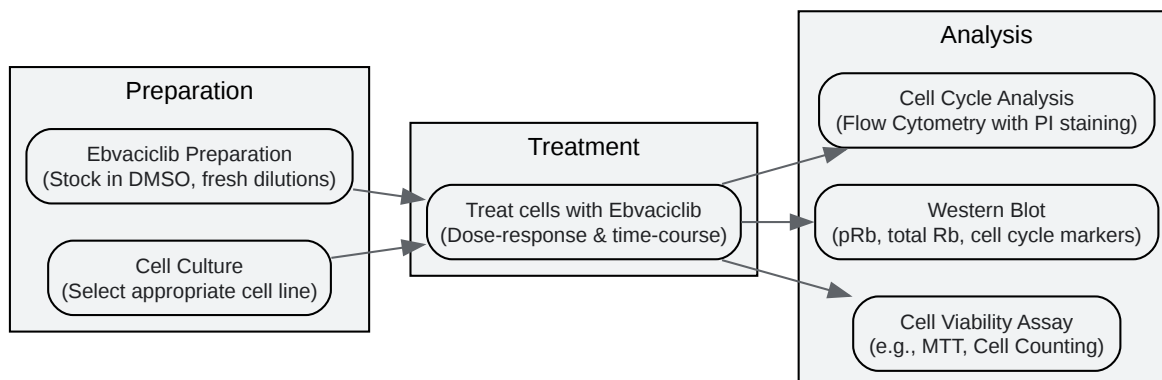 Preparation
Ebvaciclib Preparation
(Stock in DMSO, fresh dilutions)
Cell Culture
(Select appropriate cell line)
Treatment
Treat cells with Ebvaciclib
(Dose-response & time-course)
Analysis
Cell Cycle Analysis
(Flow Cytometry with PI staining)
Western Blot
(pRb, total Rb, cell cycle markers)
Cell Viability Assay
(e.g., MTT, Cell Counting)